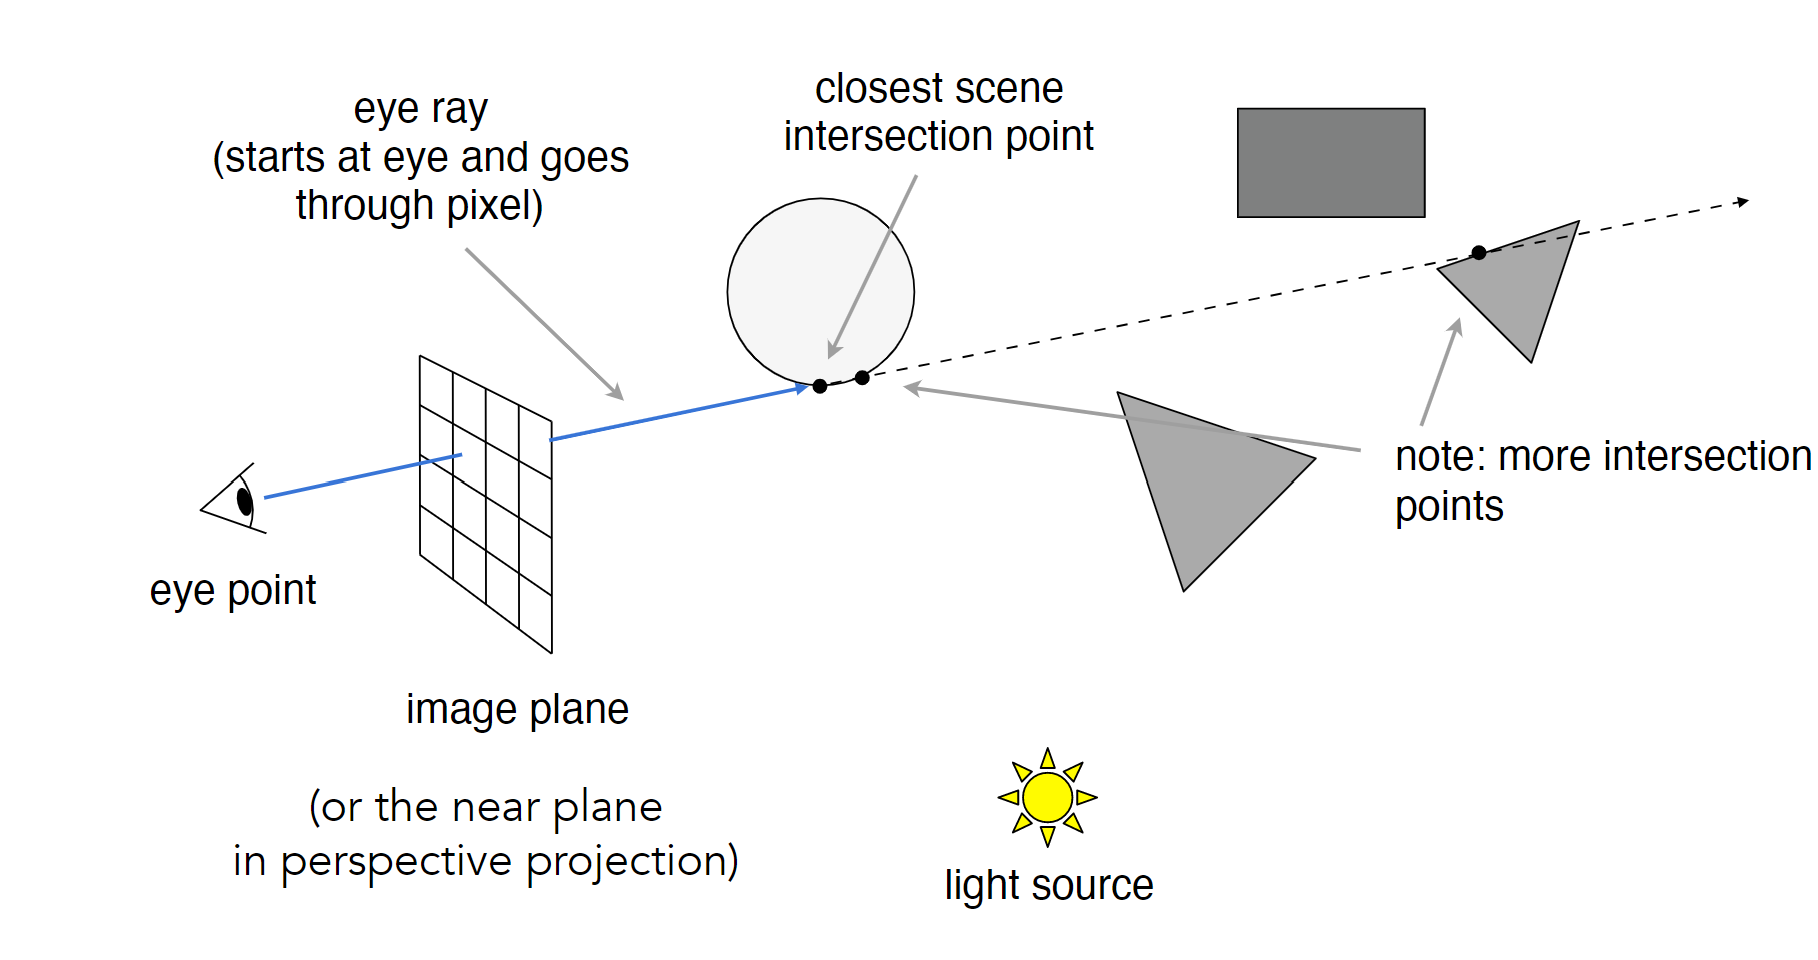 eye ray
(starts at eye and goes
through pixel)
closest scene
intersection point
note: more intersection
points
eye point
image plane
(or the near plane
in perspective projection)
light source